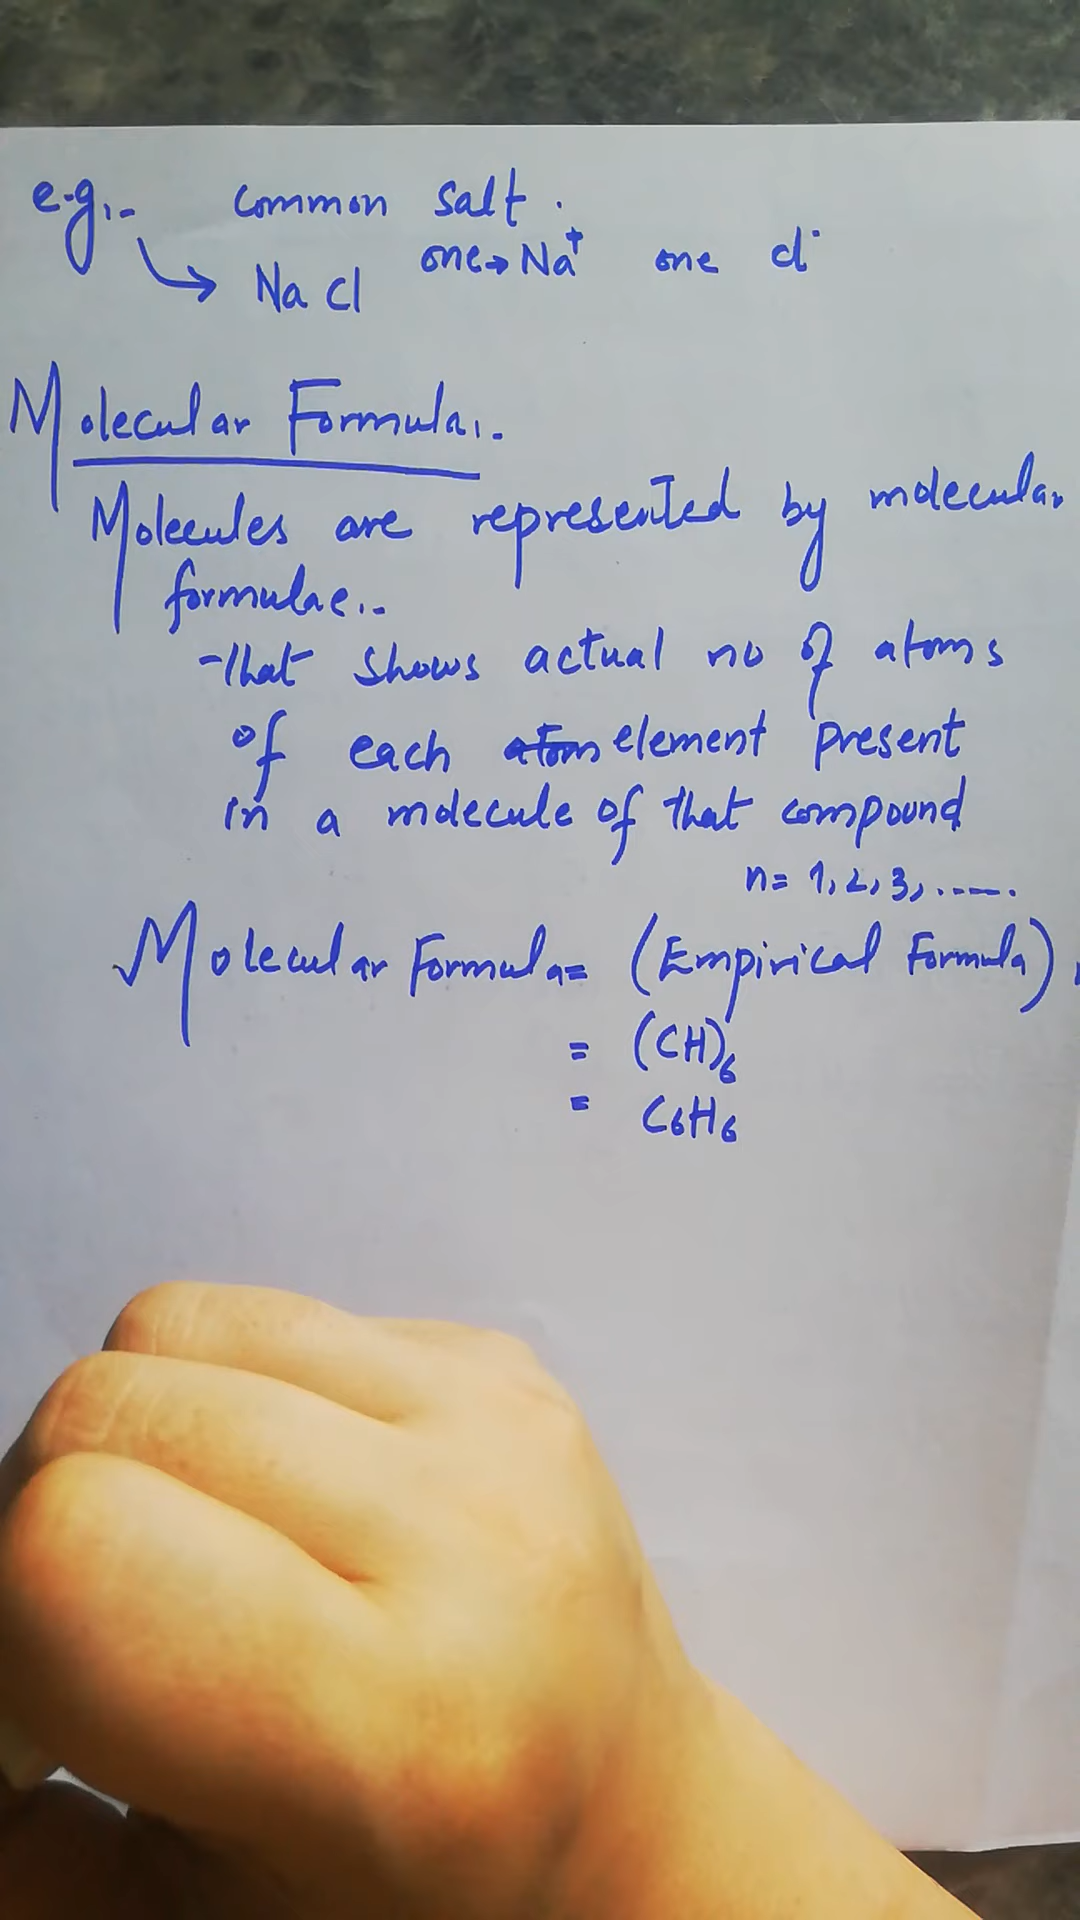 e.g:- common salt.
NaCl one→Na⁺ one Cl⁻
Molecular Formula:-
Molecules are represented by molecular
formulae:-
-that shows actual no of atoms
of each atom element present
in a molecule of that compound
n= 1,2,3,.....
Molecular Formula= (Empirical Formula)
= (CH)₆
= C₆H₆